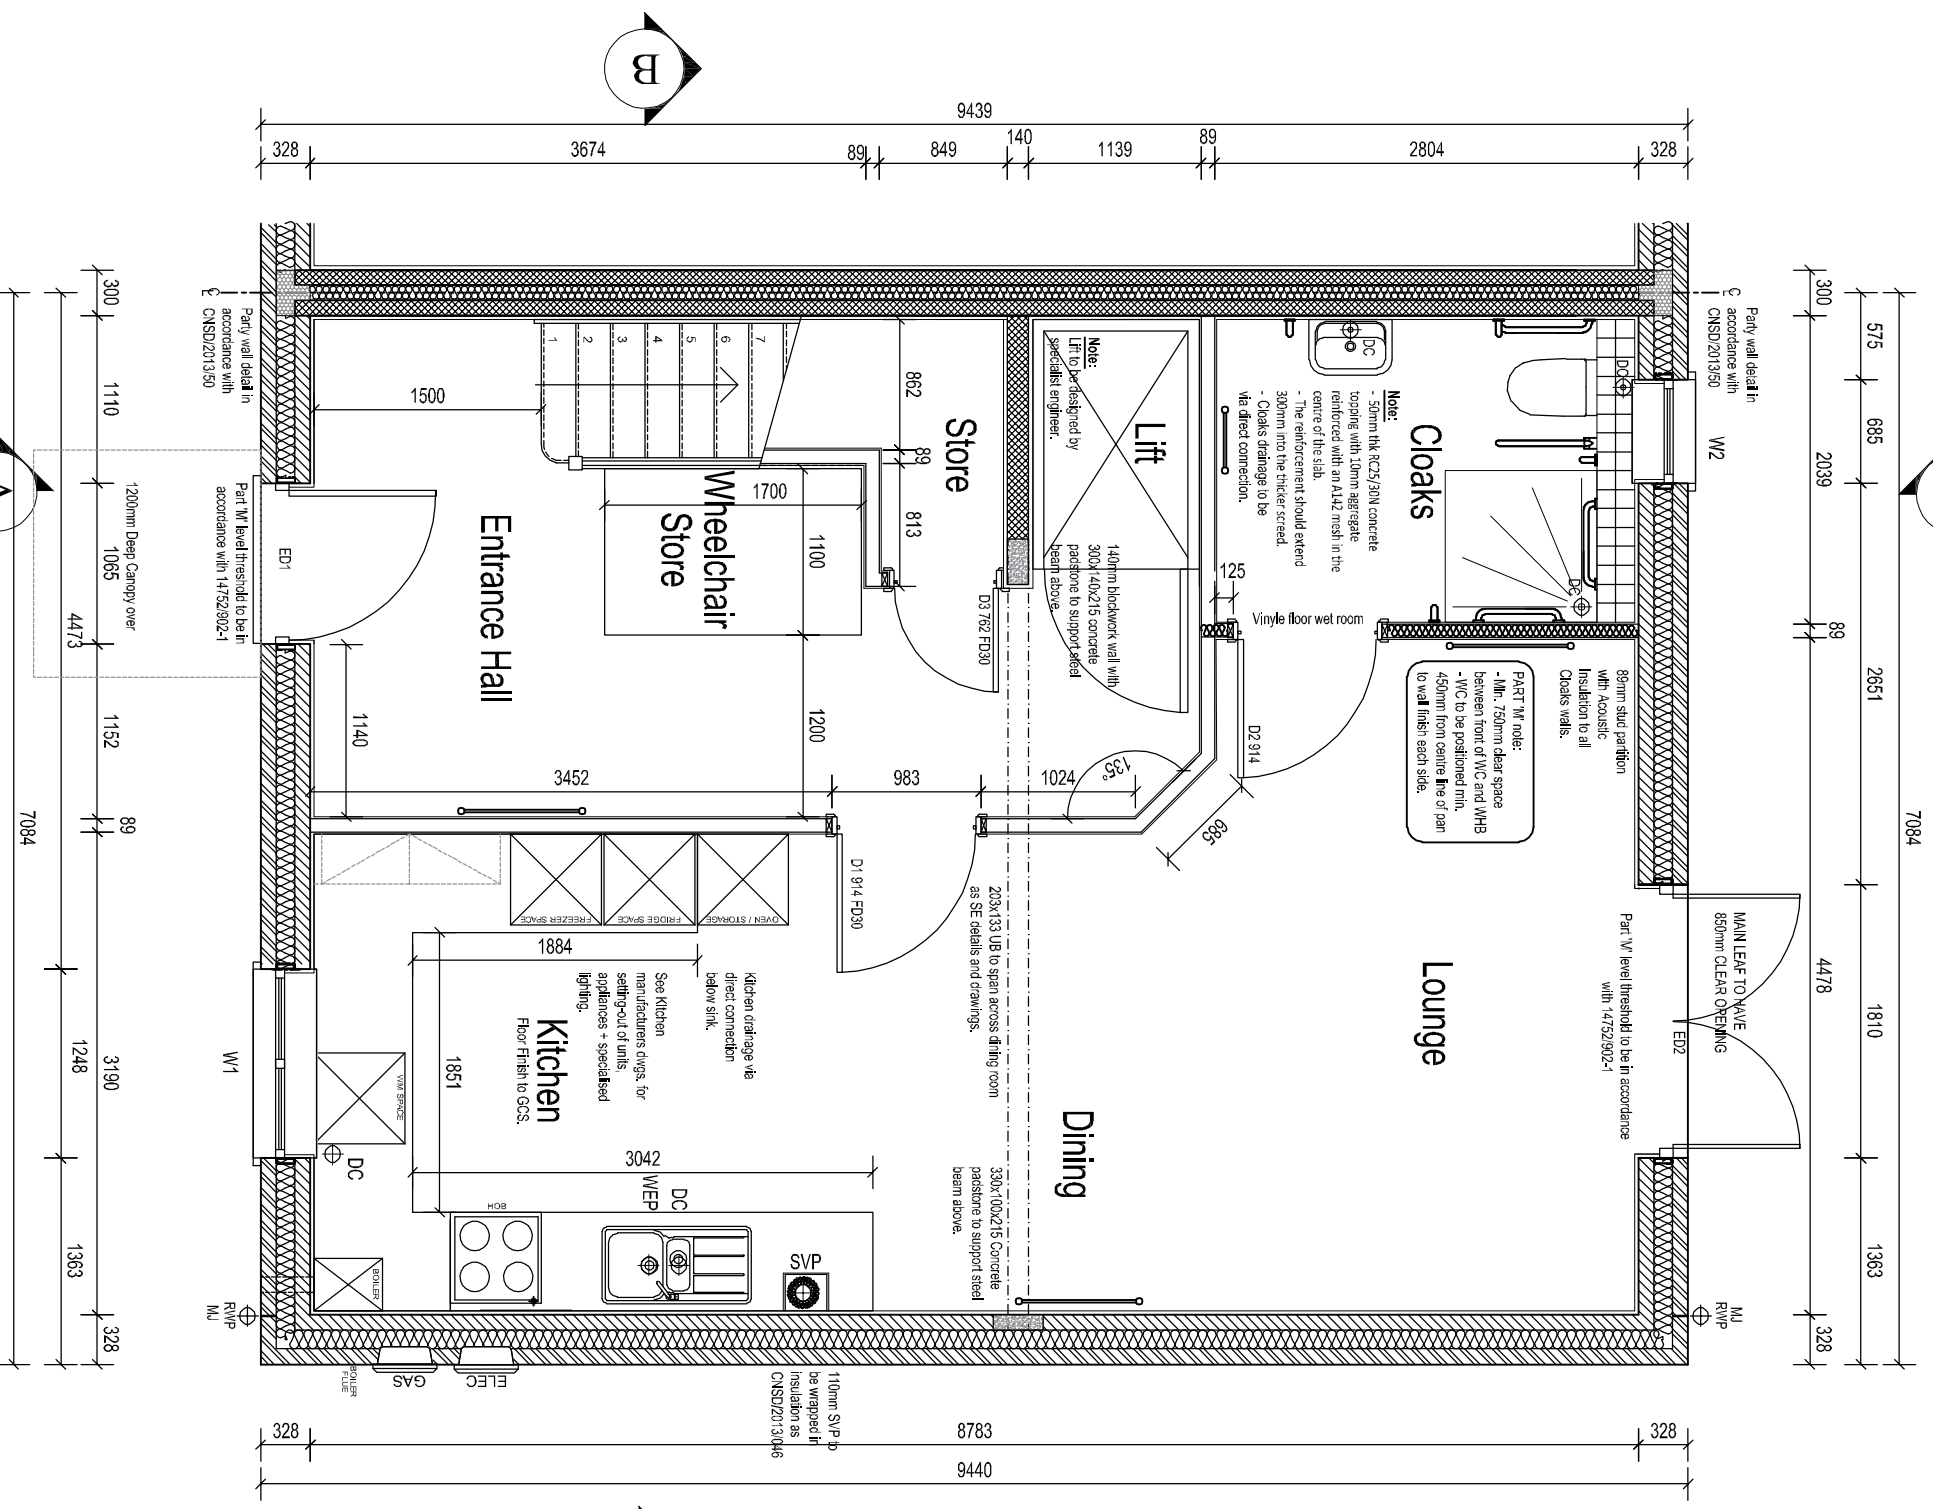 B
9439
328
3674
89
849
140
1139
89
2804
328
300
1110
1065
1152
89
3190
328
4473
1248
1363
7084
300
2039
89
4478
328
575
685
2651
1810
1363
7084
328
8783
328
9440
Party wall detail in
accordance with
CNSD/2013/50
Party wall detail in
accordance with
CNSD/2013/50
W2
W1
1200mm Deep Canopy over
Part 'M' level threshold to be in
accordance with 14752/902-1
ED1
Entrance Hall
1500
1140
3452
983
1024
135°
685
1
2
3
4
5
6
7
Wheelchair
Store
1700
1100
1200
Store
862
89
813
D3 762 FD30
Lift
Note:
Lift to be designed by
specialist engineer.
140mm blockwork wall with
300x140x215 concrete
padstone to support steel
beam above.
Cloaks
Note:
- 50mm thk RC25/30N concrete
topping with 10mm aggregate
reinforced with an A142 mesh in the
centre of the slab.
- The reinforcement should extend
300mm into the thicker screed.
- Cloaks drainage to be
via direct connection.
DC
DC
DC
125
Vinyle floor wet room
D2 914
89mm stud partition
with Acoustic
Insulation to all
Cloaks walls.
PART 'M' note:
- Min. 750mm clear space
between front of WC and WHB
- WC to be positioned min.
450mm from centre line of pan
to wall finish each side.
Lounge
MAIN LEAF TO HAVE
850mm CLEAR OPENING
ED2
Part 'M' level threshold to be in accordance
with 14752/902-1
Dining
203x133 UB to span across dining room
as SE details and drawings.
330x100x215 Concrete
padstone to support steel
beam above.
D1 914 FD30
OVEN / STORAGE
FRIDGE SPACE
FREEZER SPACE
1884
1851
3042
Kitchen
Floor Finish to GCS.
Kitchen drainage via
direct connection
below sink.
See Kitchen
manufacturers dwgs. for
setting-out of units,
appliances + specialised
lighting.
W/M SPACE
DC
DC
WEP
HOB
SVP
BOILER
BOILER
FLUE
GAS
ELEC
110mm SVP to
be wrapped in
insulation as
CNSD/2013/046
RWP
MJ
MJ
RWP